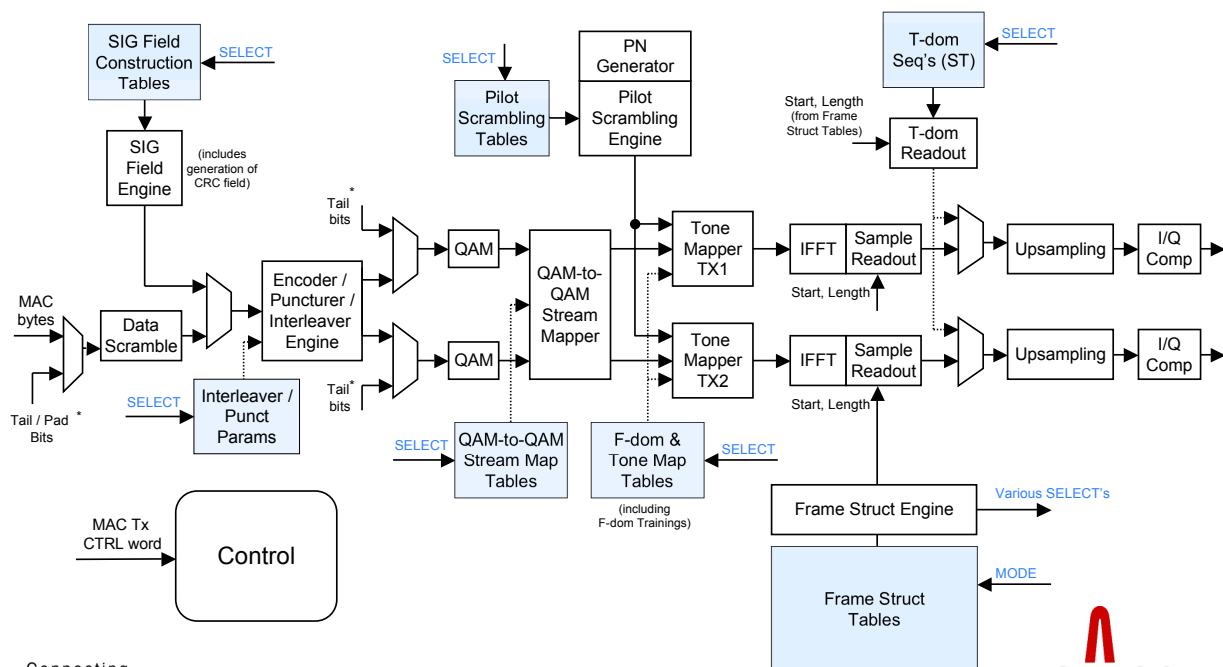 SIG Field
Construction
Tables
SELECT
SIG
Field
Engine
(includes
generation of
CRC field)
SELECT
Pilot
Scrambling
Tables
PN
Generator
Pilot
Scrambling
Engine
T-dom
Seq's (ST)
SELECT
Start, Length
(from Frame
Struct Tables)
T-dom
Readout
MAC
bytes
Tail / Pad *
Bits
Data
Scramble
Encoder /
Puncturer /
Interleaver
Engine
SELECT
Interleaver /
Punct
Params
Tail *
bits
QAM
Tail *
bits
QAM
QAM-to-
QAM
Stream
Mapper
SELECT
QAM-to-QAM
Stream Map
Tables
Tone
Mapper
TX1
Tone
Mapper
TX2
F-dom &
Tone Map
Tables
SELECT
(including
F-dom Trainings)
IFFT
Sample
Readout
Start, Length
IFFT
Sample
Readout
Start, Length
Upsampling
I/Q
Comp
Upsampling
I/Q
Comp
MAC Tx
CTRL word
Control
Frame Struct Engine
Various SELECT's
Frame Struct
Tables
MODE
Connecting